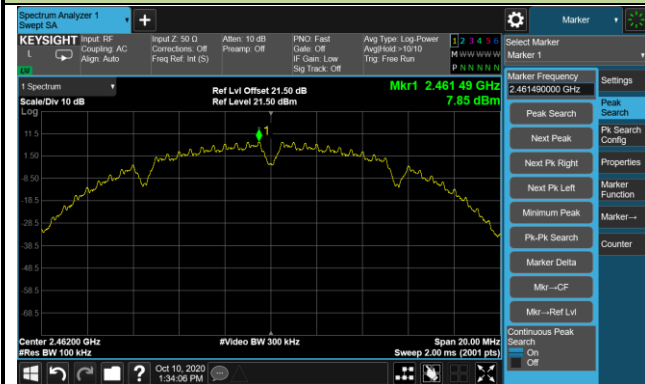 Spectrum Analyzer 1
Swept SA
Marker
KEYSIGHT
L
LW
Input: RF
Coupling: AC
Align: Auto
Input Z: 50 Ω
Corrections: Off
Freq Ref: Int (S)
Atten: 10 dB
Preamp: Off
PNO: Fast
Gate: Off
IF Gain: Low
Sig Track: Off
Avg Type: Log-Power
Avg|Hold:>10/10
Trig: Free Run
1 2 3 4 5 6
M W W W W W
P N N N N N
Select Marker
Marker 1
1 Spectrum
Scale/Div 10 dB
Log
Ref Lvl Offset 21.50 dB
Ref Level 21.50 dBm
Mkr1 2.461 49 GHz
7.85 dBm
11.5
1.50
-8.50
-18.5
-28.5
-38.5
-48.5
-58.5
-68.5
1
Center 2.46200 GHz
#Res BW 100 kHz
#Video BW 300 kHz
Span 20.00 MHz
Sweep 2.00 ms (2001 pts)
Marker Frequency
2.461490000 GHz
Peak Search
Next Peak
Next Pk Right
Next Pk Left
Minimum Peak
Pk-Pk Search
Marker Delta
Mkr→CF
Mkr→Ref Lvl
Continuous Peak
Search
On
Off
Settings
Peak
Search
Pk Search
Config
Properties
Marker
Function
Marker→
Counter
?
Oct 10, 2020
1:34:06 PM